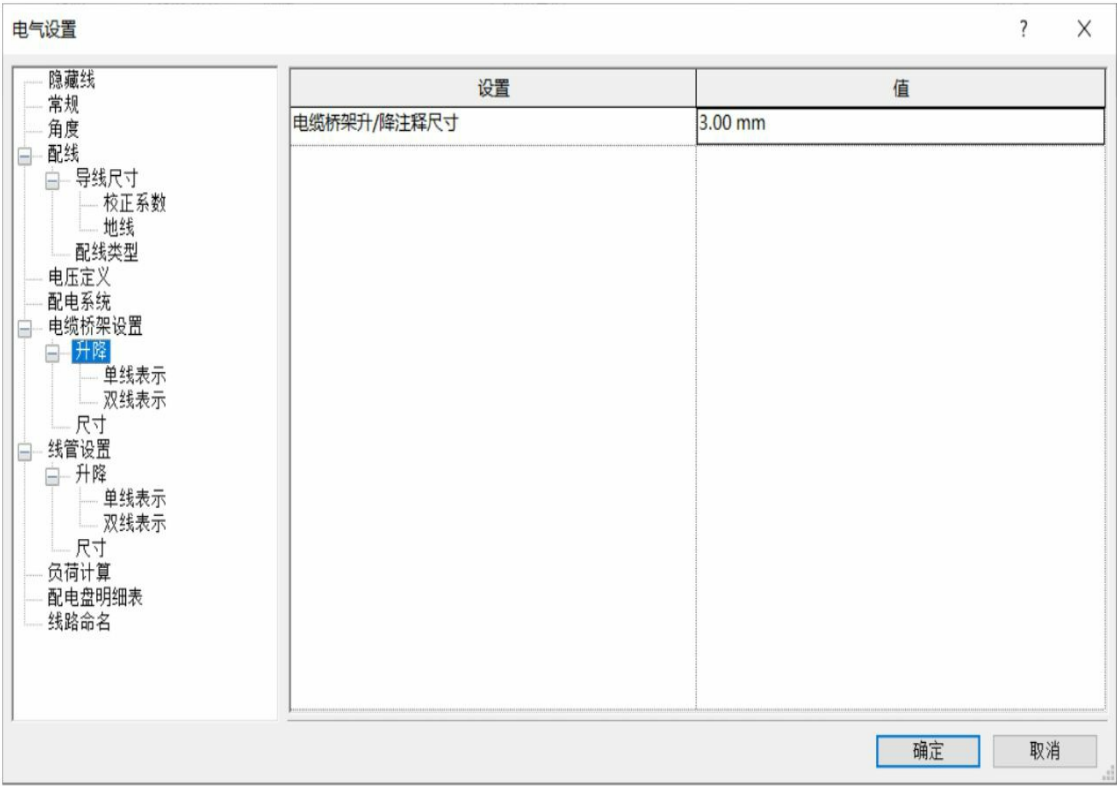 电气设置
?
隐藏线
常规
角度
配线
导线尺寸
校正系数
地线
配线类型
电压定义
配电系统
电缆桥架设置
升降
单线表示
双线表示
尺寸
线管设置
升降
单线表示
双线表示
尺寸
负荷计算
配电盘明细表
线路命名
设置 值
电缆桥架升/降注释尺寸 3.00 mm
确定 取消